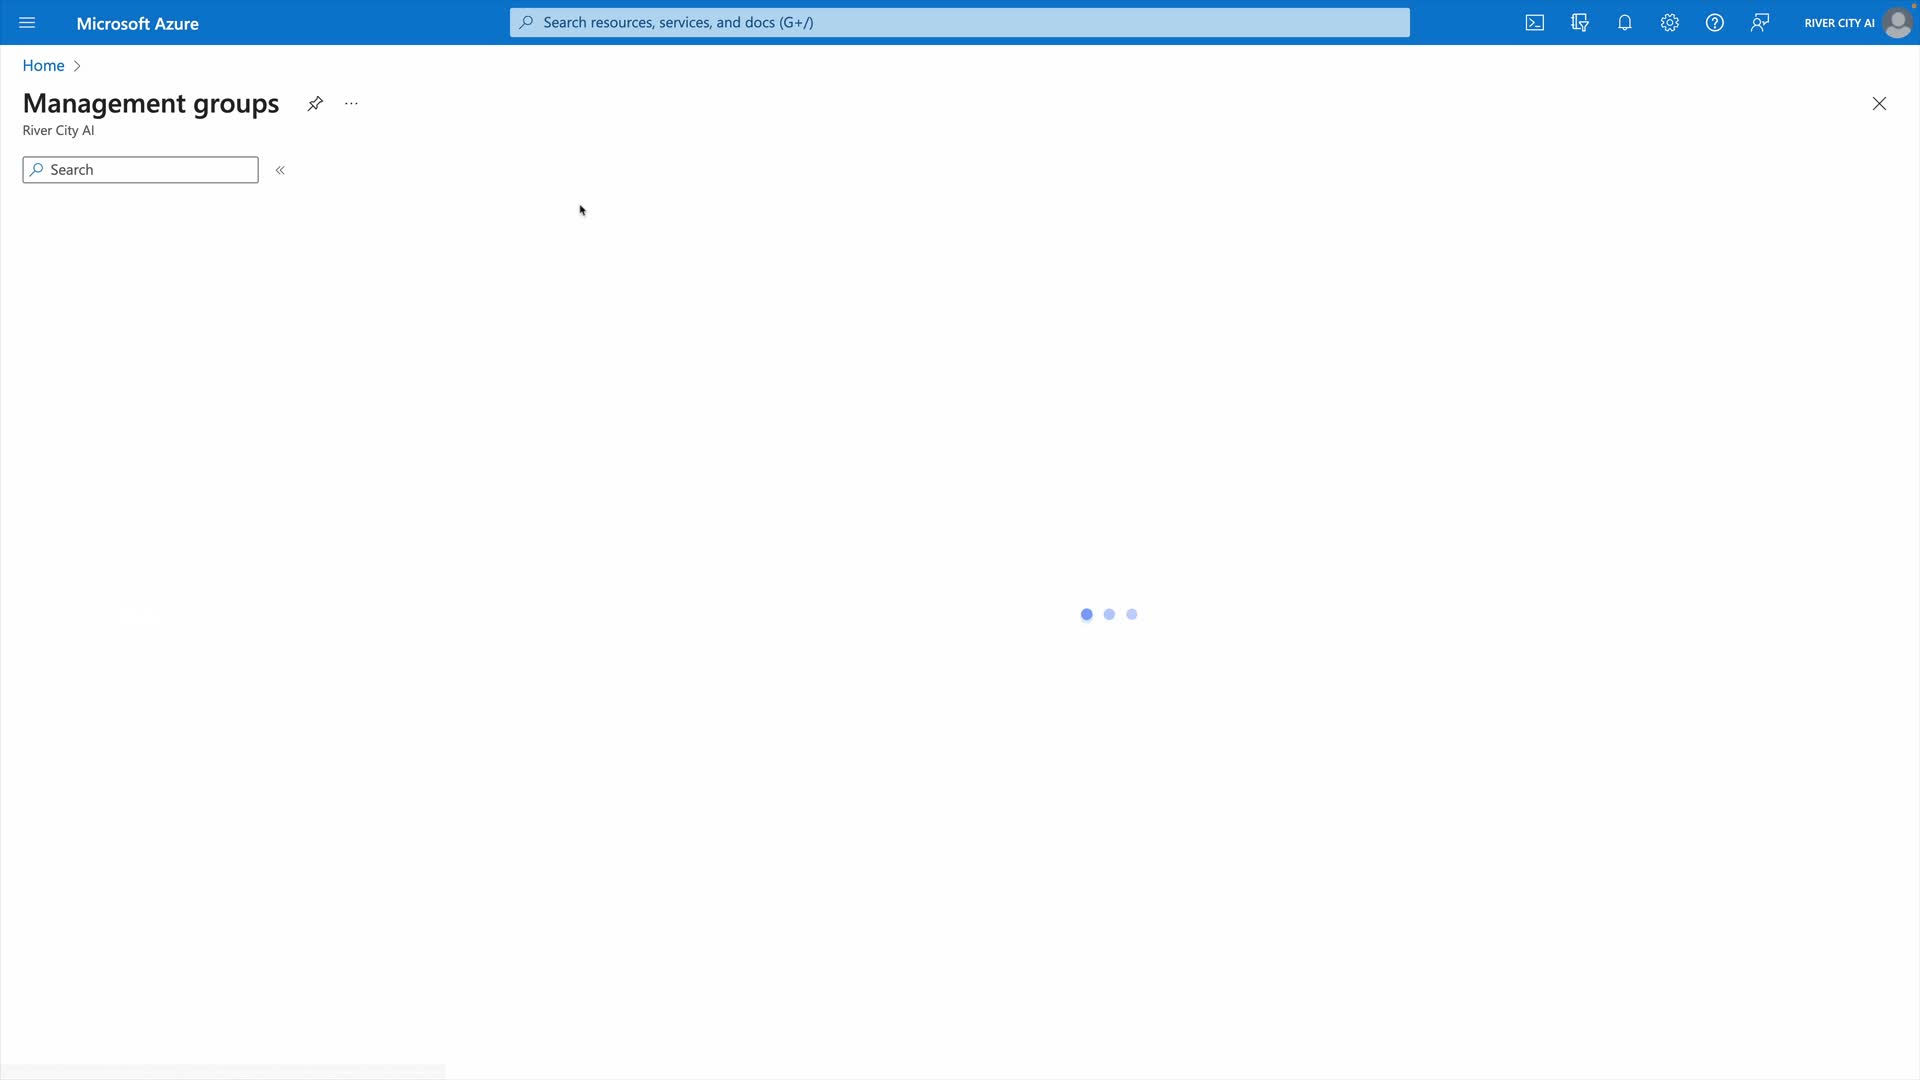 Microsoft Azure
Search resources, services, and docs (G+/)
RIVER CITY AI
Home
Management groups
River City AI
Search